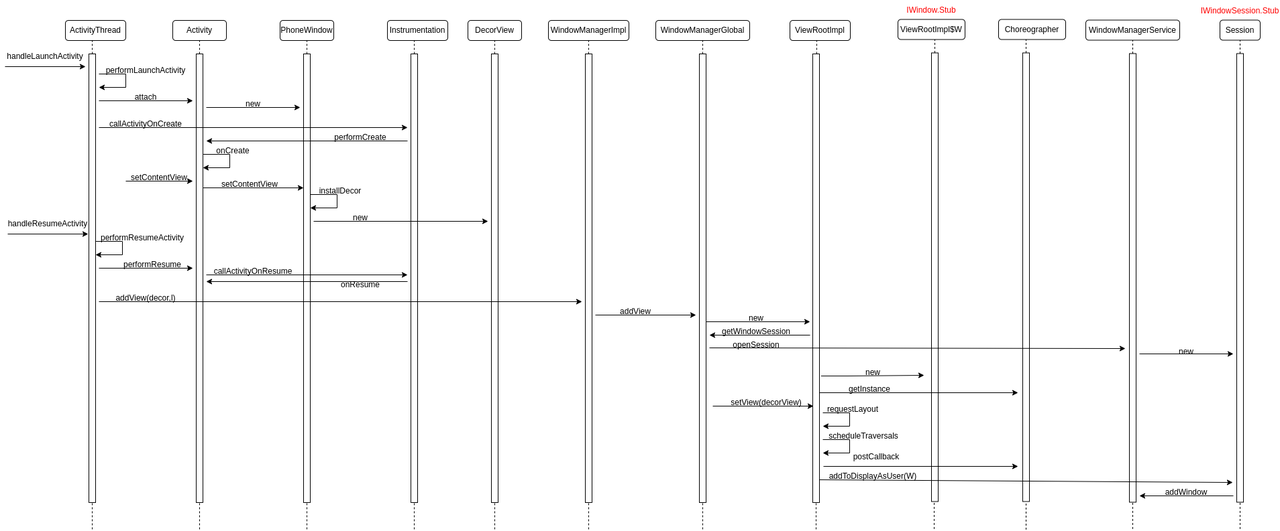 IWindow.Stub
IWindowSession.Stub
ActivityThread
Activity
PhoneWindow
Instrumentation
DecorView
WindowManagerImpl
WindowManagerGlobal
ViewRootImpl
ViewRootImpl$W
Choreographer
WindowManagerService
Session
handleLaunchActivity
performLaunchActivity
attach
new
callActivityOnCreate
performCreate
onCreate
setContentView
setContentView
installDecor
new
handleResumeActivity
performResumeActivity
performResume
callActivityOnResume
onResume
addView(decor,l)
addView
new
getWindowSession
openSession
new
new
getInstance
setView(decorView)
requestLayout
scheduleTraversals
postCallback
addToDisplayAsUser(W)
addWindow